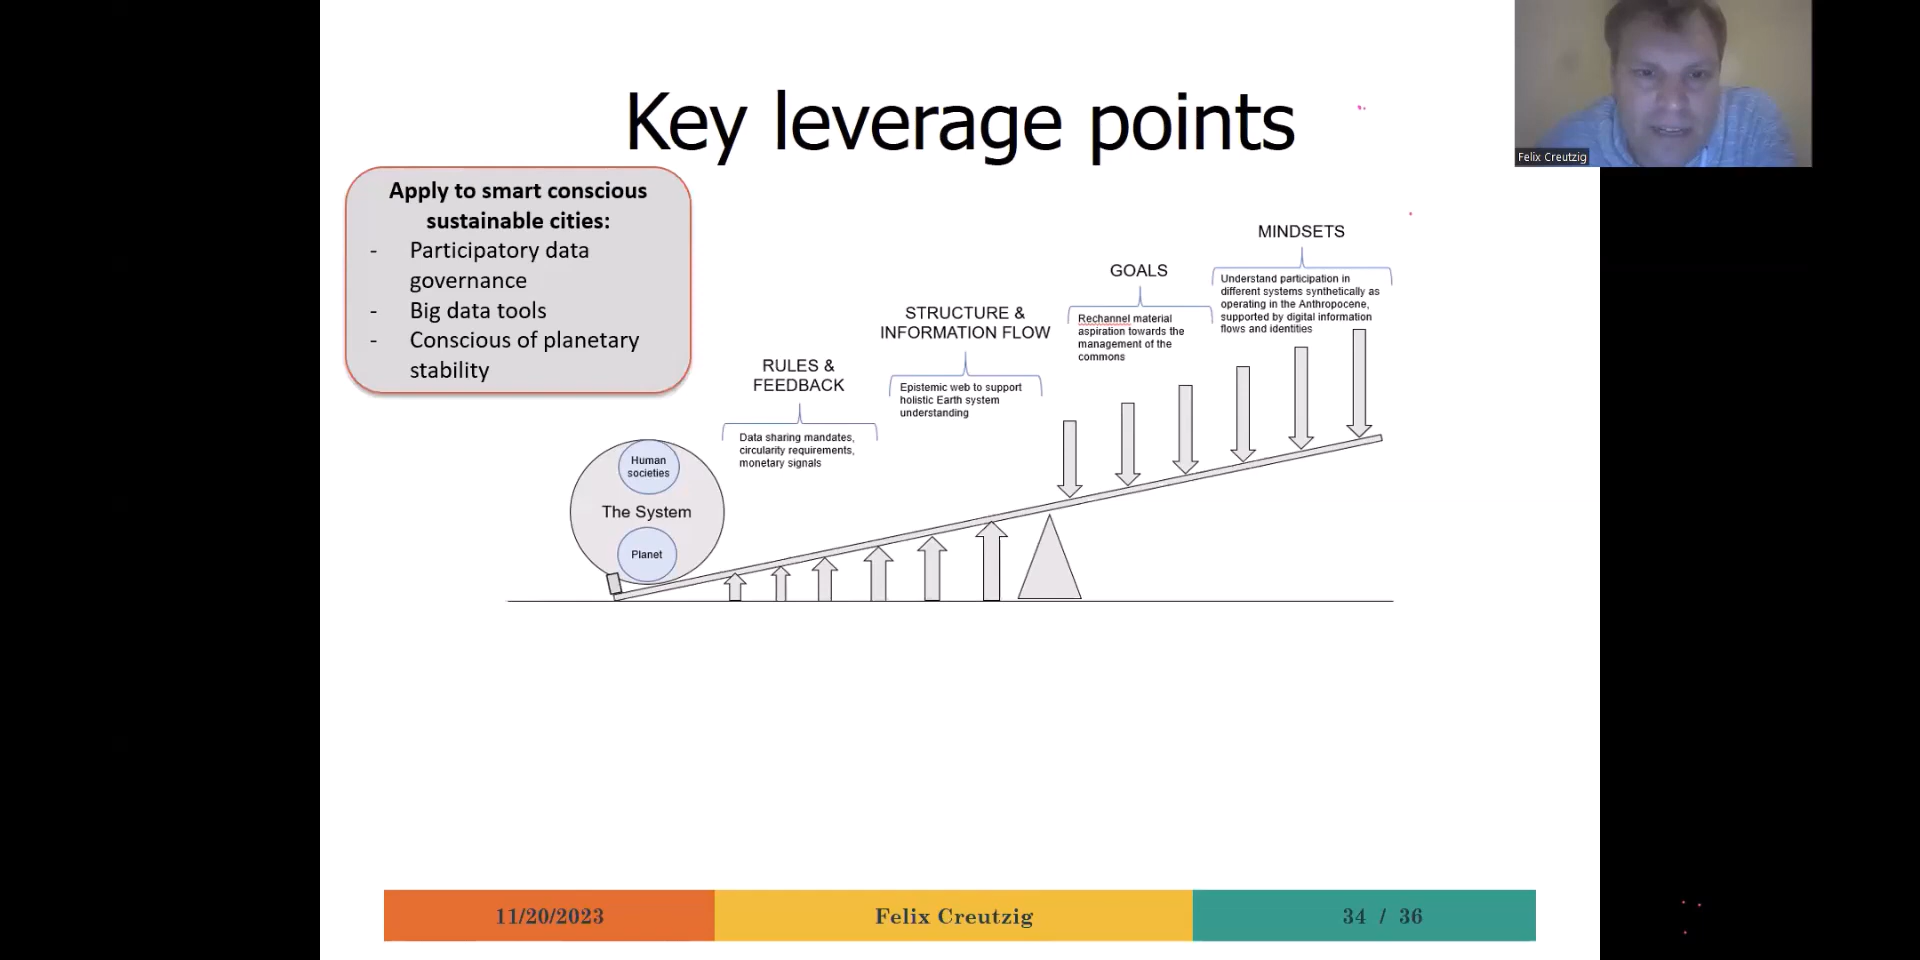 Key leverage points
Felix Creutzig
Apply to smart conscious
sustainable cities:
- Participatory data
governance
- Big data tools
- Conscious of planetary
stability
MINDSETS
Understand participation in
different systems synthetically as
operating in the Anthropocene,
supported by digital information
flows and identities
GOALS
Rechannel material
aspiration towards the
management of the
commons
STRUCTURE &
INFORMATION FLOW
Epistemic web to support
holistic Earth system
understanding
RULES &
FEEDBACK
Data sharing mandates,
circularity requirements,
monetary signals
Human
societies
The System
Planet
11/20/2023
Felix Creutzig
34 / 36